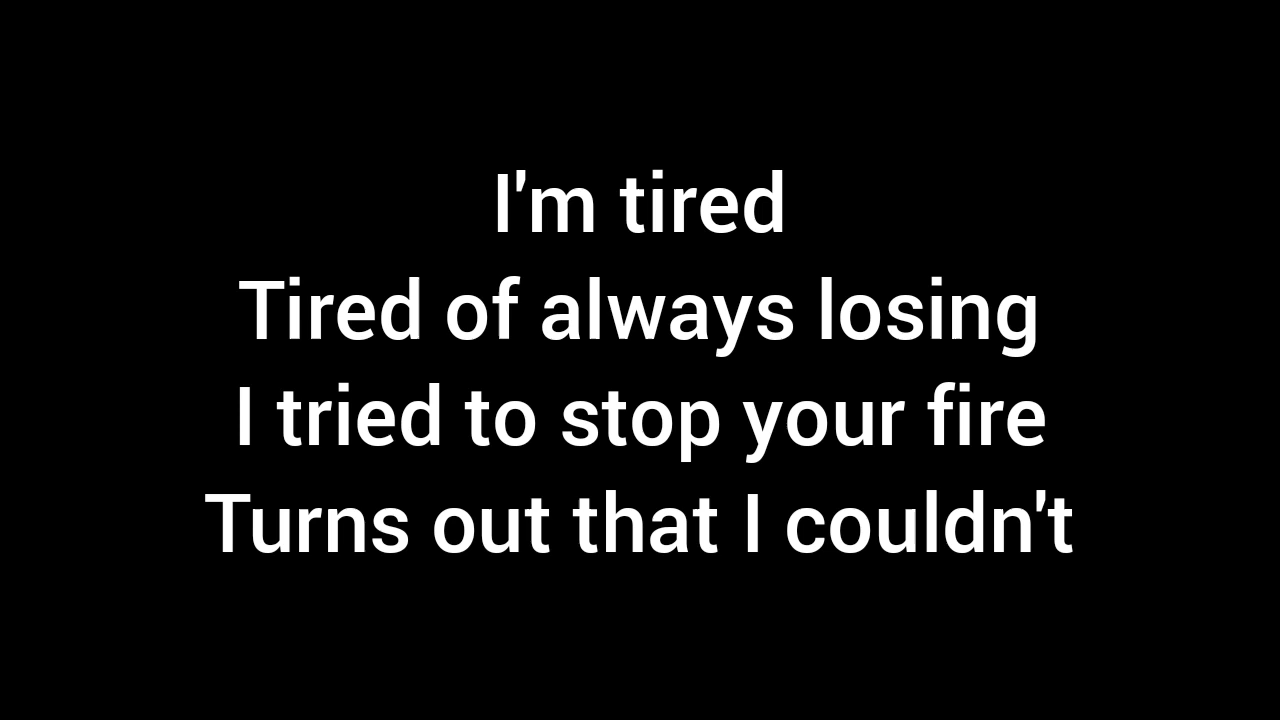 I'm tired
Tired of always losing
I tried to stop your fire
Turns out that I couldn't